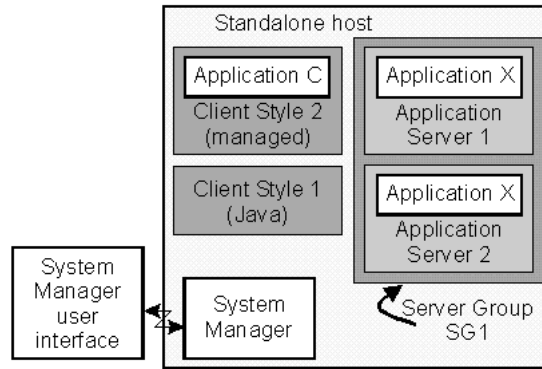 Standalone host
Application C
Client Style 2
(managed)
Application X
Application
Server 1
Client Style 1
(Java)
Application X
Application
Server 2
System
Manager
user
interface
System
Manager
Server Group
SG1